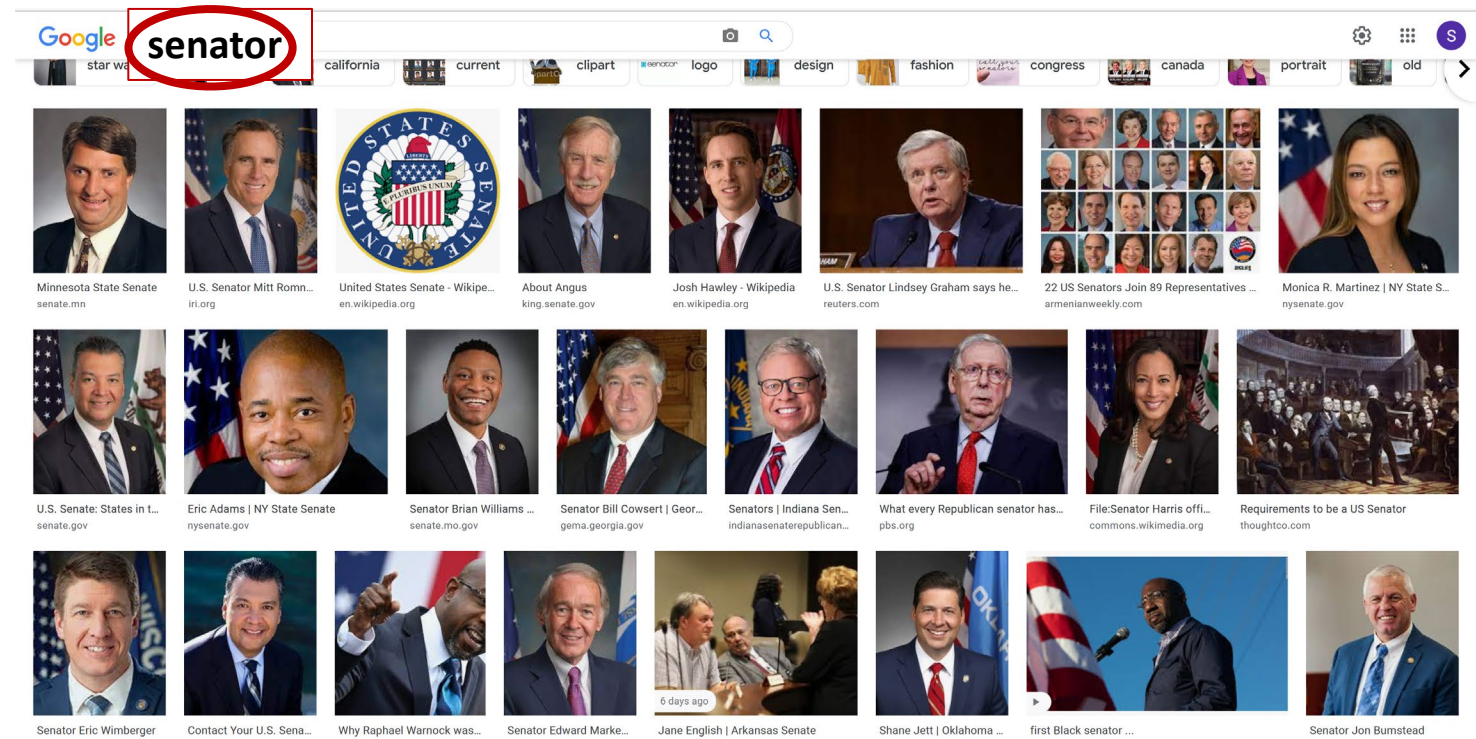 Google
senator
S
star wa
california
current
clipart
logo
design
fashion
congress
canada
portrait
old
UNITED STATES SENATE
LIBERTY
E PLURIBUS UNUM
Minnesota State Senate
senate.mn
U.S. Senator Mitt Romn...
iri.org
United States Senate - Wikipe...
en.wikipedia.org
About Angus
king.senate.gov
Josh Hawley - Wikipedia
en.wikipedia.org
U.S. Senator Lindsey Graham says he...
reuters.com
22 US Senators Join 89 Representatives ...
armenianweekly.com
Monica R. Martinez | NY State S...
nysenate.gov
U.S. Senate: States in t...
senate.gov
Eric Adams | NY State Senate
nysenate.gov
Senator Brian Williams ...
senate.mo.gov
Senator Bill Cowsert | Geor...
gema.georgia.gov
Senators | Indiana Sen...
indianasenaterepublican...
What every Republican senator has...
pbs.org
File:Senator Harris offi...
commons.wikimedia.org
Requirements to be a US Senator
thoughtco.com
WISC
OKLA
6 days ago
Senator Eric Wimberger
Contact Your U.S. Sena...
Why Raphael Warnock was...
Senator Edward Marke...
Jane English | Arkansas Senate
Shane Jett | Oklahoma ...
first Black senator ...
Senator Jon Bumstead